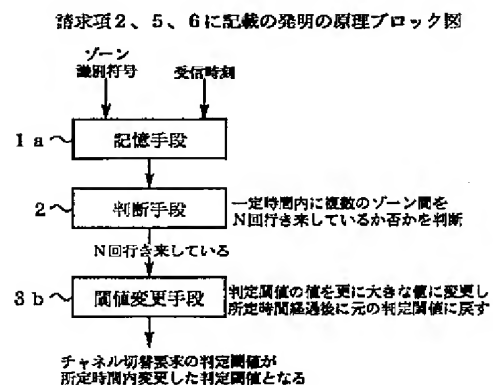 請求項2、5、6に記載の発明の原理ブロック図
ゾーン
識別符号
受信時刻
1a
記憶手段
2
判断手段
一定時間内に複数のゾーン間を
N回行き来しているか否かを判断
N回行き来している
3b
閾値変更手段
判定閾値の値を更に大きな値に変更し
所定時間経過後に元の判定閾値に戻す
チャネル切替要求の判定閾値が
所定時間内変更した判定閾値となる